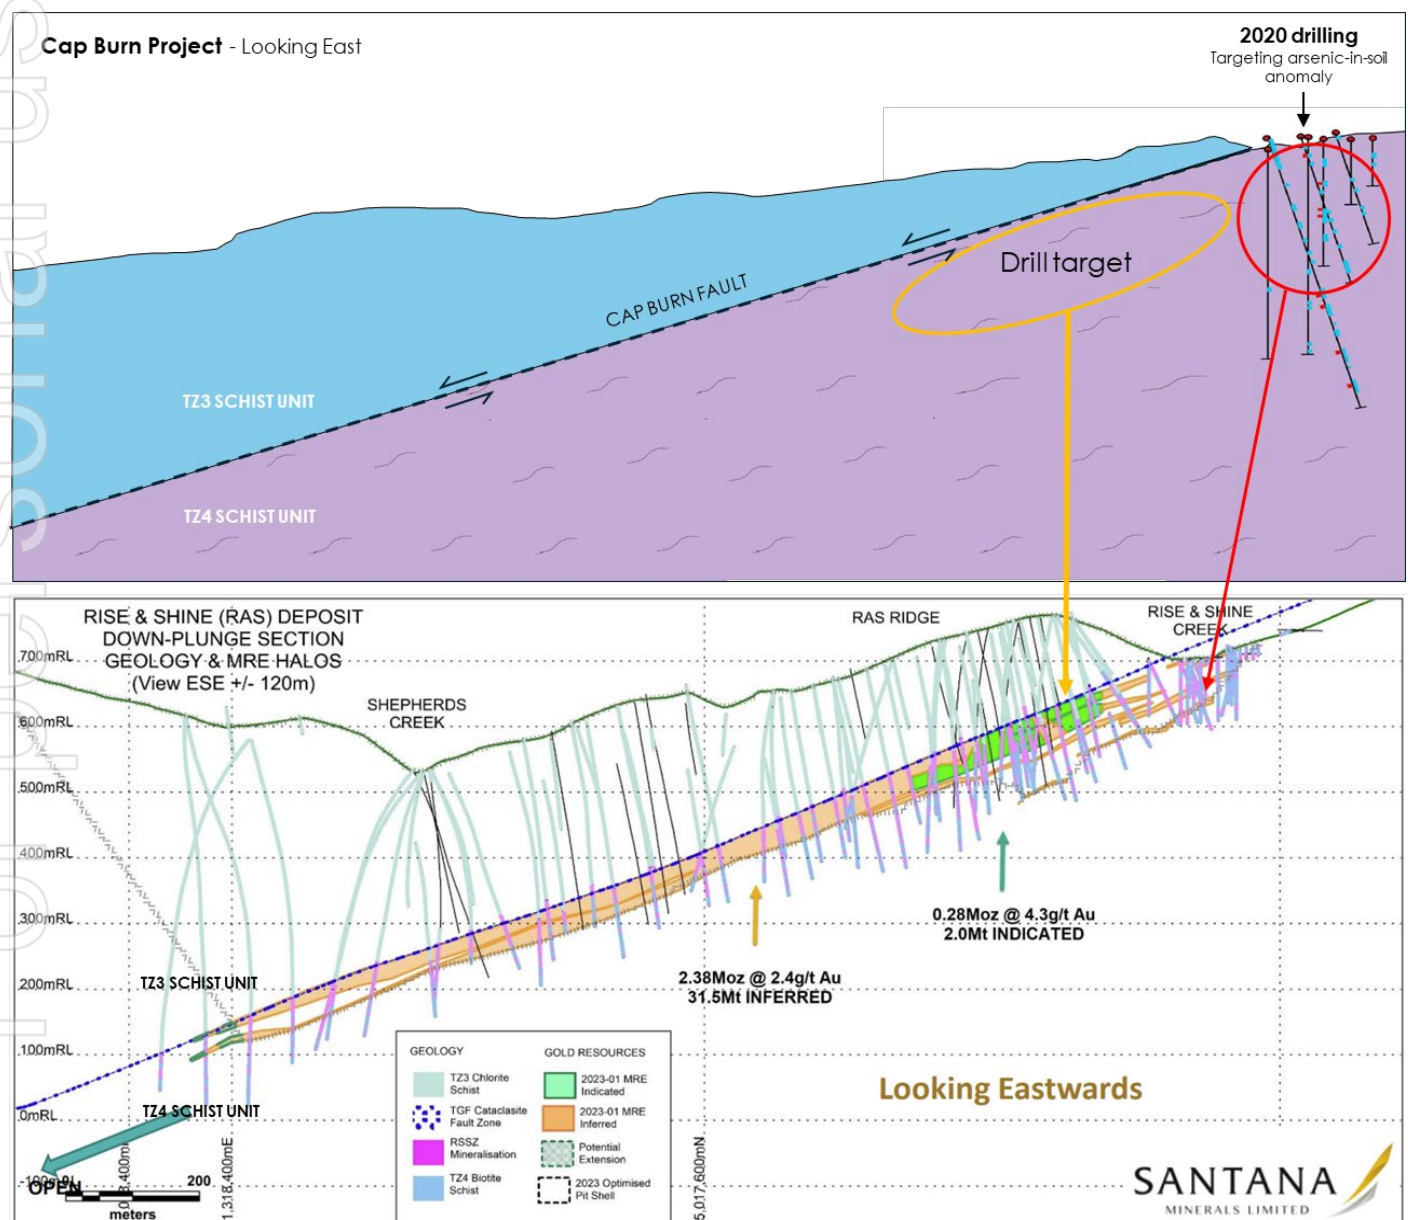 Cap Burn Project - Looking East
2020 drilling
Targeting arsenic-in-soil
anomaly
Drill target
CAP BURN FAULT
TZ3 SCHIST UNIT
TZ4 SCHIST UNIT
RISE & SHINE (RAS) DEPOSIT
DOWN-PLUNGE SECTION
GEOLOGY & MRE HALOS
(View ESE +/- 120m)
RAS RIDGE
RISE & SHINE
CREEK
SHEPHERDS
CREEK
700mRL
600mRL
500mRL
400mRL
300mRL
200mRL
100mRL
0mRL
-100mRL
0.28Moz @ 4.3g/t Au
2.0Mt INDICATED
2.38Moz @ 2.4g/t Au
31.5Mt INFERRED
TZ3 SCHIST UNIT
TZ4 SCHIST UNIT
OPEN
0
200
meters
1,318,400mE
5,017,600mN
GEOLOGY
TZ3 Chlorite
Schist
TGF Cataclasite
Fault Zone
RSSZ
Mineralisation
TZ4 Biotite
Schist
GOLD RESOURCES
2023-01 MRE
Indicated
2023-01 MRE
Inferred
Potential
Extension
2023 Optimised
Pit Shell
Looking Eastwards
SANTANA
MINERALS LIMITED